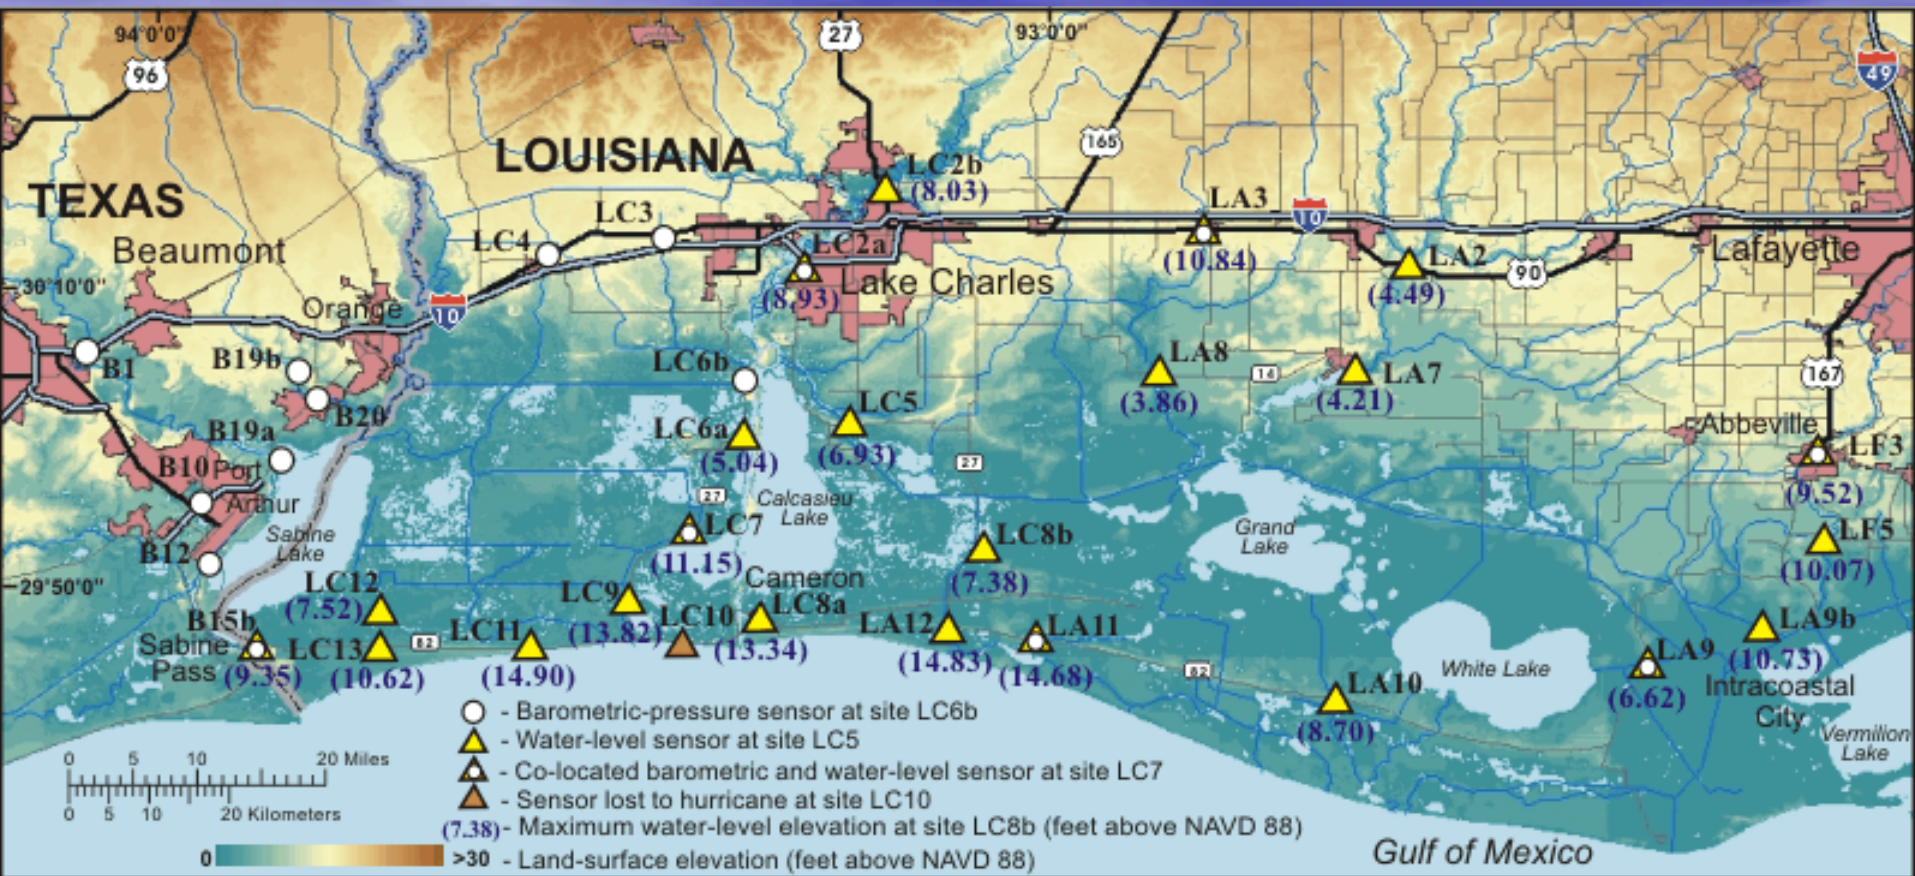 94°0'0"
27
93°0'0"
96
49
165
LOUISIANA
LC2b
(8.03)
TEXAS
LA3
10
LC3
LC4
LC2a
Lafayette
Beaumont
(10.84)
LA2
90
30°10'0"
(8.93)
Lake Charles
(4.49)
Orange
10
B1
B19b
LC6b
LA8
14
LA7
167
B20
LC5
(3.86)
(4.21)
B19a
LC6a
Abbeville
LF3
B10
Port
Arthur
(5.04)
(6.93)
27
(9.52)
27
Calcasieu
Lake
Sabine
Lake
LC7
LC8b
Grand
Lake
LF5
B12
(11.15)
(7.38)
(10.07)
29°50'0"
LC12
(7.52)
LC9
Cameron
LC8a
B15b
LC10
(13.82)
LA12
LA11
LA9b
Sabine
Pass
(9.35)
LC13
82
LC11
(13.34)
(14.83)
(14.68)
82
White Lake
LA9
(10.73)
(10.62)
(14.90)
LA10
(6.62)
Intracoastal
City
(8.70)
Vermilion
Lake
- Barometric-pressure sensor at site LC6b
- Water-level sensor at site LC5
- Co-located barometric and water-level sensor at site LC7
- Sensor lost to hurricane at site LC10
(7.38) - Maximum water-level elevation at site LC8b (feet above NAVD 88)
0 >30 - Land-surface elevation (feet above NAVD 88)
0 5 10 20 Miles
0 5 10 20 Kilometers
Gulf of Mexico